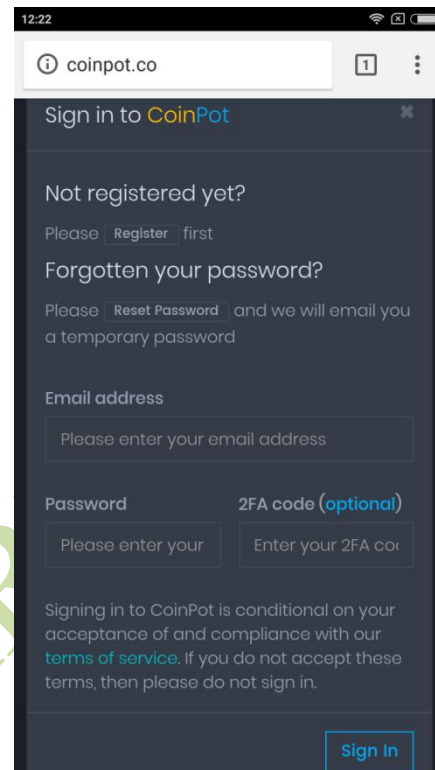 12:22
coinpot.co
1
Sign in to CoinPot
Not registered yet?
Please Register first
Forgotten your password?
Please Reset Password and we will email you
a temporary password
Email address
Please enter your email address
Password 2FA code (optional)
Please enter your Enter your 2FA co
Signing in to CoinPot is conditional on your
acceptance of and compliance with our
terms of service. If you do not accept these
terms, then please do not sign in.
Sign In